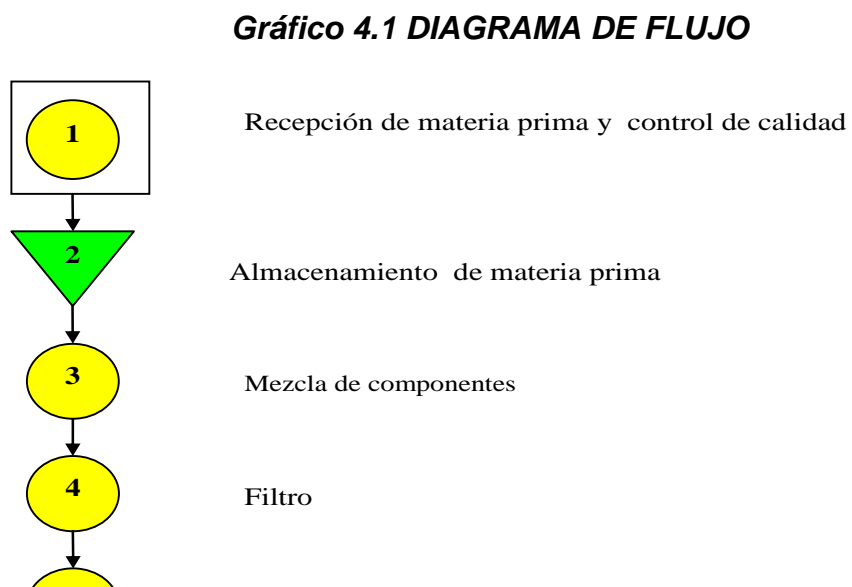 Gráfico 4.1 DIAGRAMA DE FLUJO
1
Recepción de materia prima y control de calidad
2
Almacenamiento de materia prima
3
Mezcla de componentes
4
Filtro